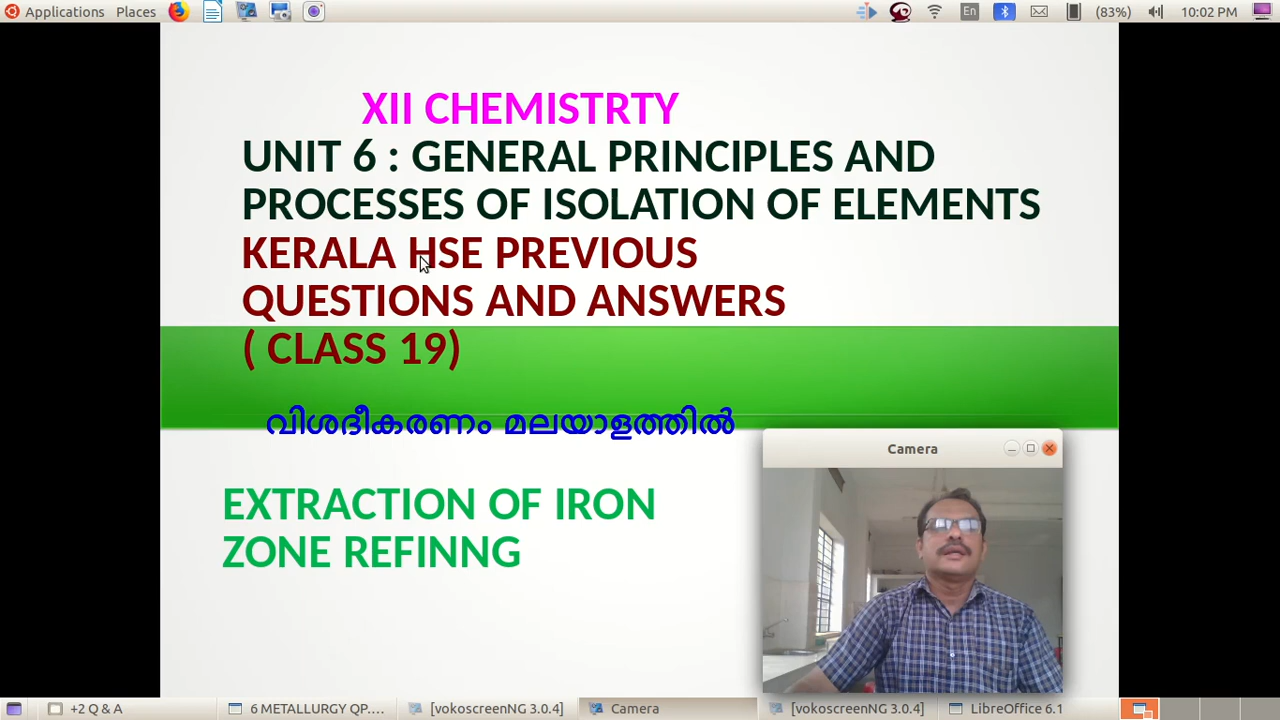 Applications Places En (83%) 10:02 PM
XII CHEMISTRTY
UNIT 6 : GENERAL PRINCIPLES AND
PROCESSES OF ISOLATION OF ELEMENTS
KERALA HSE PREVIOUS
QUESTIONS AND ANSWERS
( CLASS 19)
വിശദീകരണം മലയാളത്തിൽ
Camera
EXTRACTION OF IRON
ZONE REFINNG
+2 Q & A 6 METALLURGY QP.... [vokoscreenNG 3.0.4] Camera [vokoscreenNG 3.0.4] LibreOffice 6.1